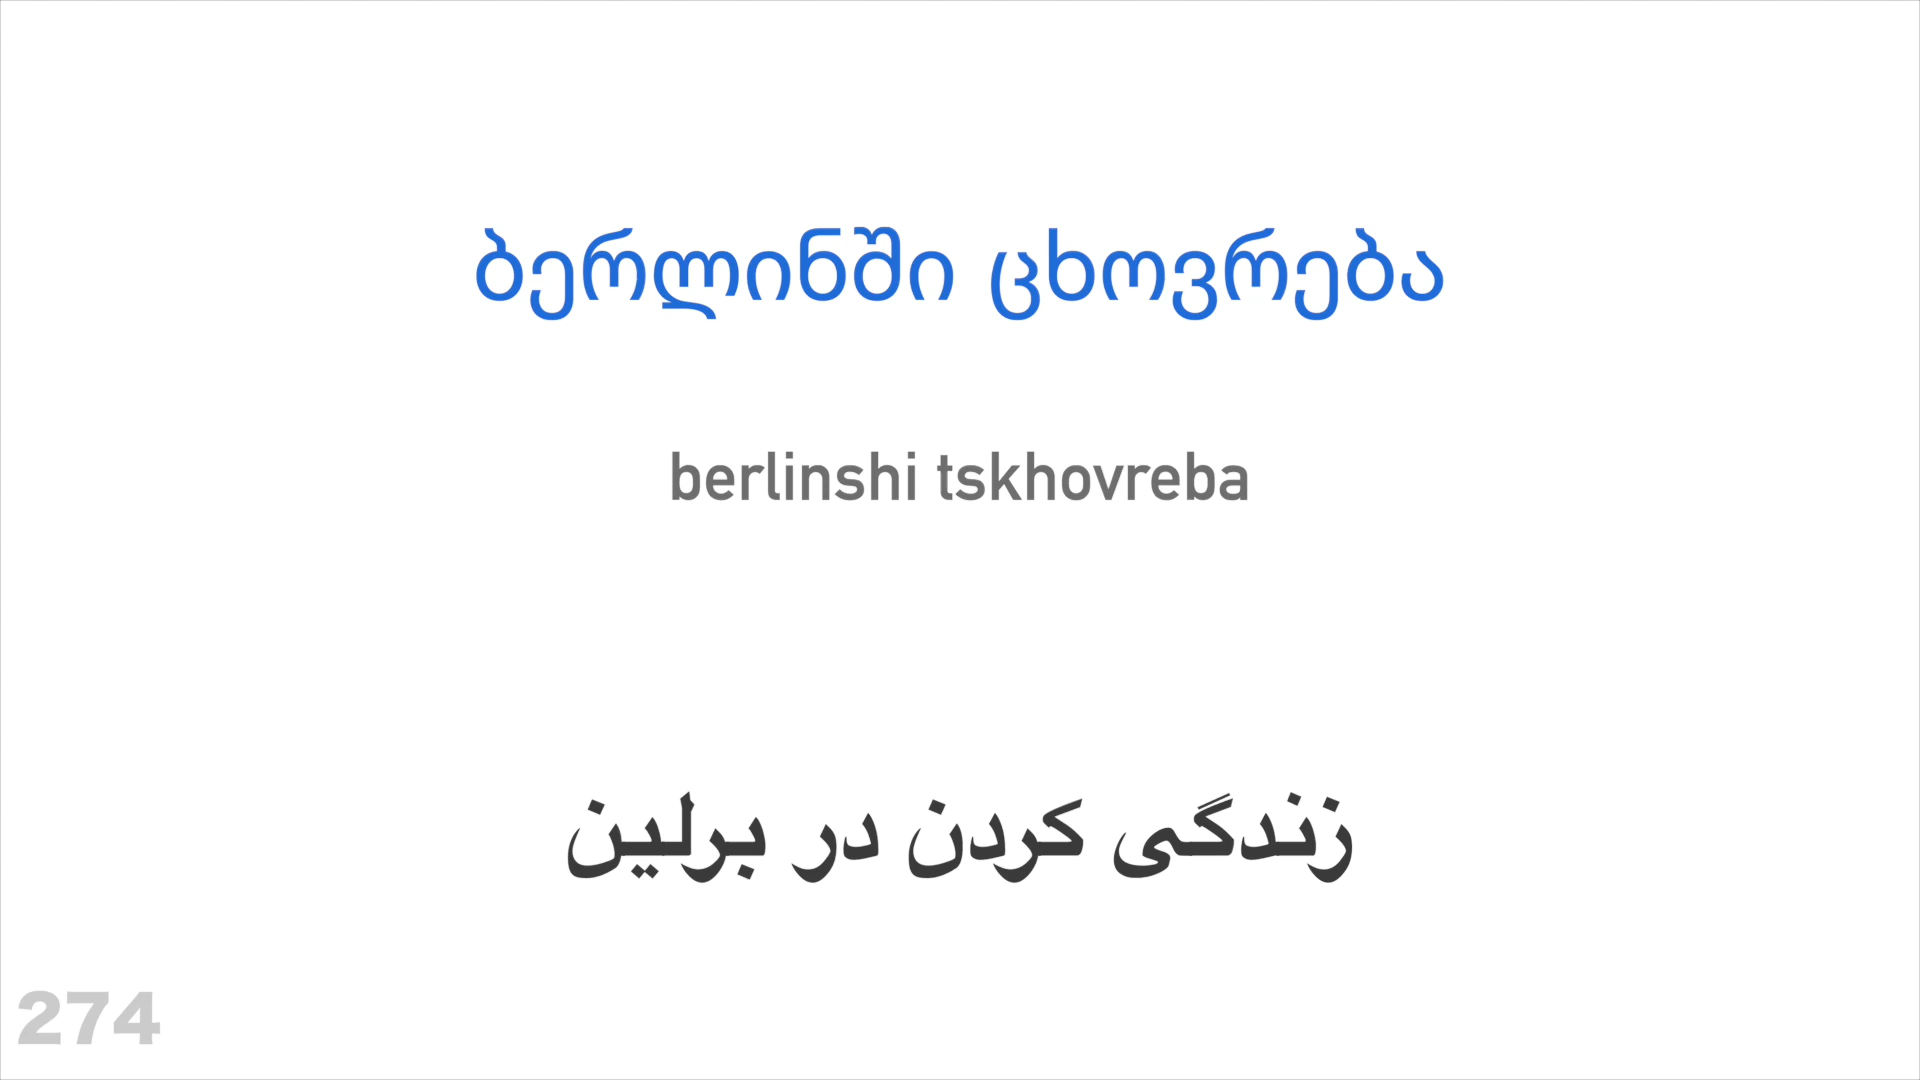 ბერლინში ცხოვრება
berlinshi tskhovreba
زندگی کردن در برلین
274